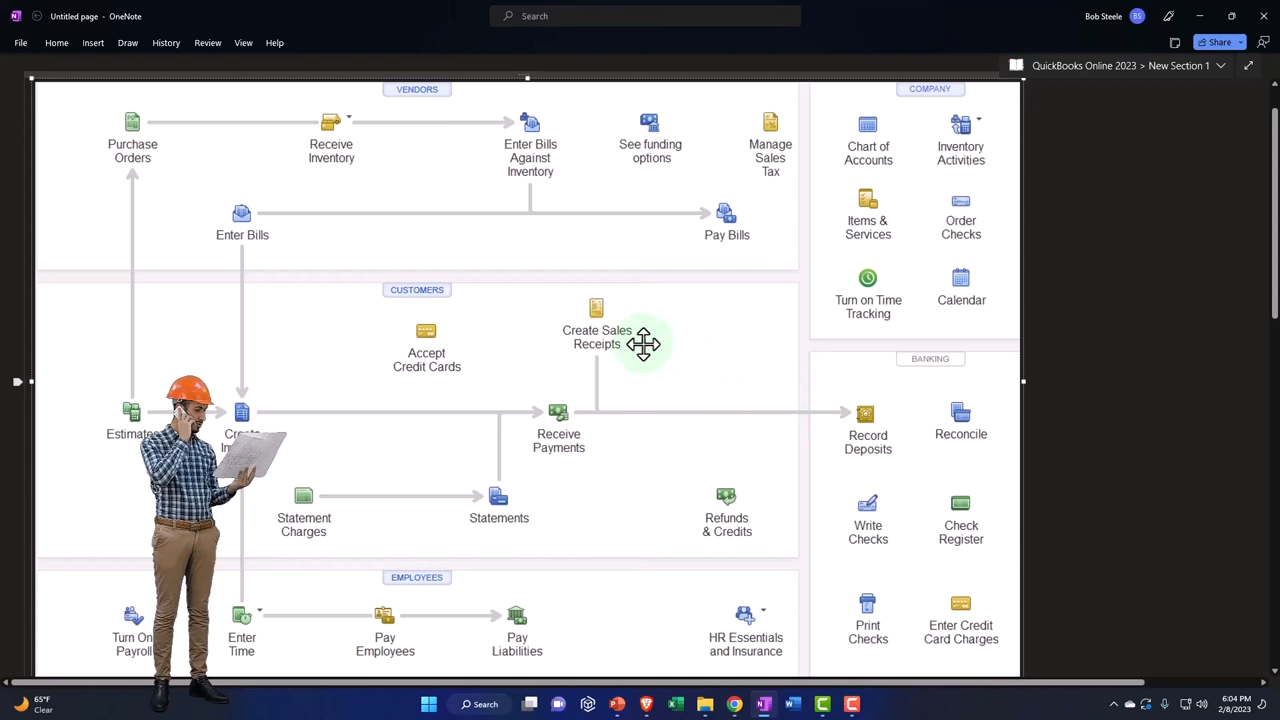 Untitled page - OneNote
Search
Bob Steele
BS
File
Home
Insert
Draw
History
Review
View
Help
Share
QuickBooks Online 2023 > New Section 1
VENDORS
COMPANY
Purchase
Orders
Receive
Inventory
Enter Bills
Against
Inventory
See funding
options
Manage
Sales
Tax
Chart of
Accounts
Inventory
Activities
Enter Bills
Pay Bills
Items &
Services
Order
Checks
Turn on Time
Tracking
Calendar
CUSTOMERS
Accept
Credit Cards
Create Sales
Receipts
BANKING
Estimates
Receive
Payments
Record
Deposits
Reconcile
Statement
Charges
Statements
Refunds
& Credits
Write
Checks
Check
Register
EMPLOYEES
Turn On
Payroll
Enter
Time
Pay
Employees
Pay
Liabilities
HR Essentials
and Insurance
Print
Checks
Enter Credit
Card Charges
65°F
Clear
Search
6:04 PM
2/8/2023